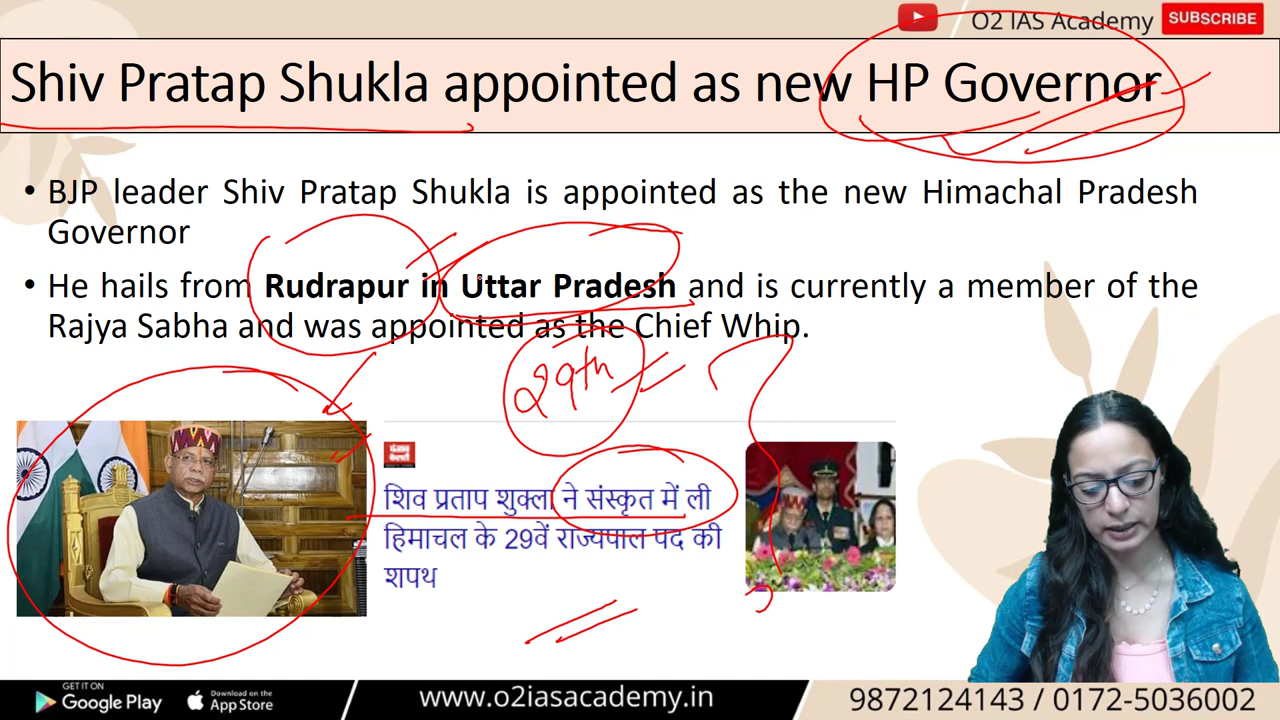 O2 IAS Academy SUBSCRIBE
Shiv Pratap Shukla appointed as new HP Governor
• BJP leader Shiv Pratap Shukla is appointed as the new Himachal Pradesh
Governor
• He hails from Rudrapur in Uttar Pradesh and is currently a member of the
Rajya Sabha and was appointed as the Chief Whip.
29th
पंजाब केसरी
शिव प्रताप शुक्ला ने संस्कृत में ली
हिमाचल के 29वें राज्यपाल पद की
शपथ
GET IT ON
Google Play
Download on the
App Store
www.o2iasacademy.in
9872124143 / 0172-5036002